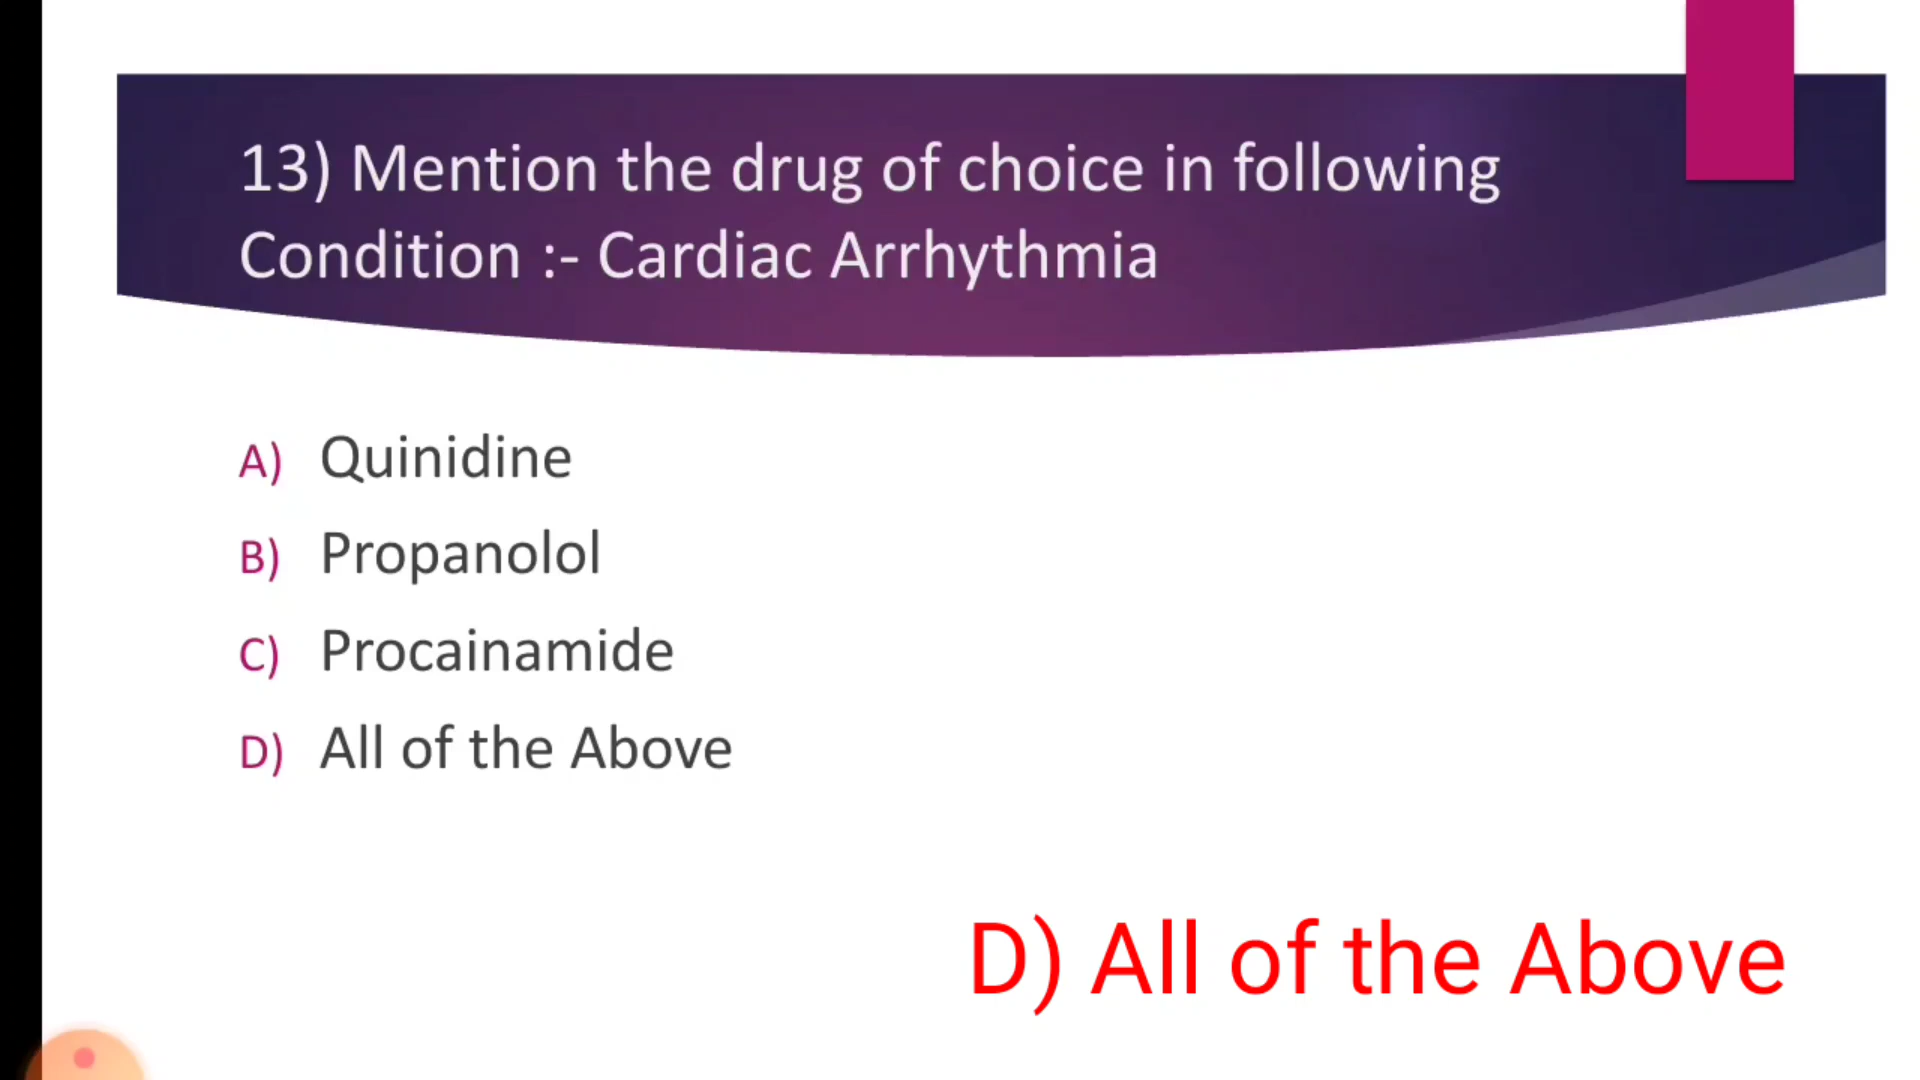 13) Mention the drug of choice in following
Condition :- Cardiac Arrhythmia
A) Quinidine
B) Propanolol
C) Procainamide
D) All of the Above
D) All of the Above